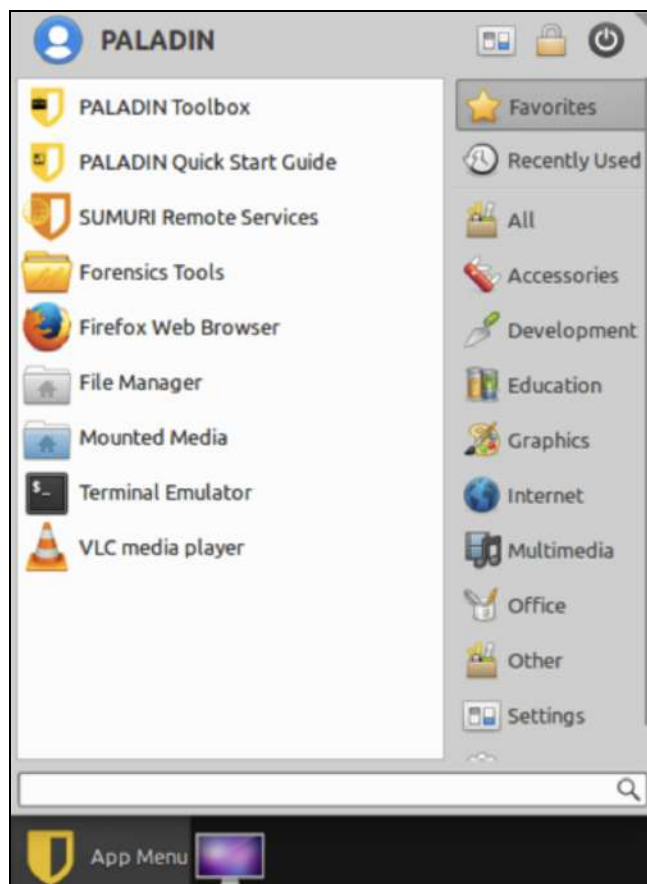 PALADIN
PALADIN Toolbox
PALADIN Quick Start Guide
SUMURI Remote Services
Forensics Tools
Firefox Web Browser
File Manager
Mounted Media
$_
Terminal Emulator
VLC media player
Favorites
Recently Used
All
Accessories
Development
Education
Graphics
Internet
Multimedia
Office
Other
Settings
App Menu